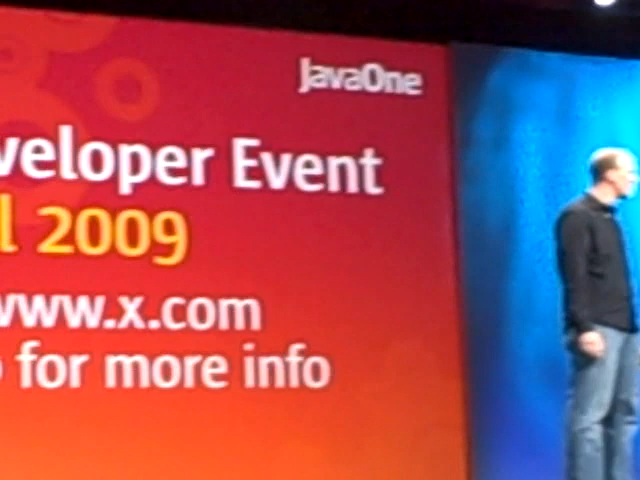 JavaOne
veloper Event
l 2009
www.x.com
for more info